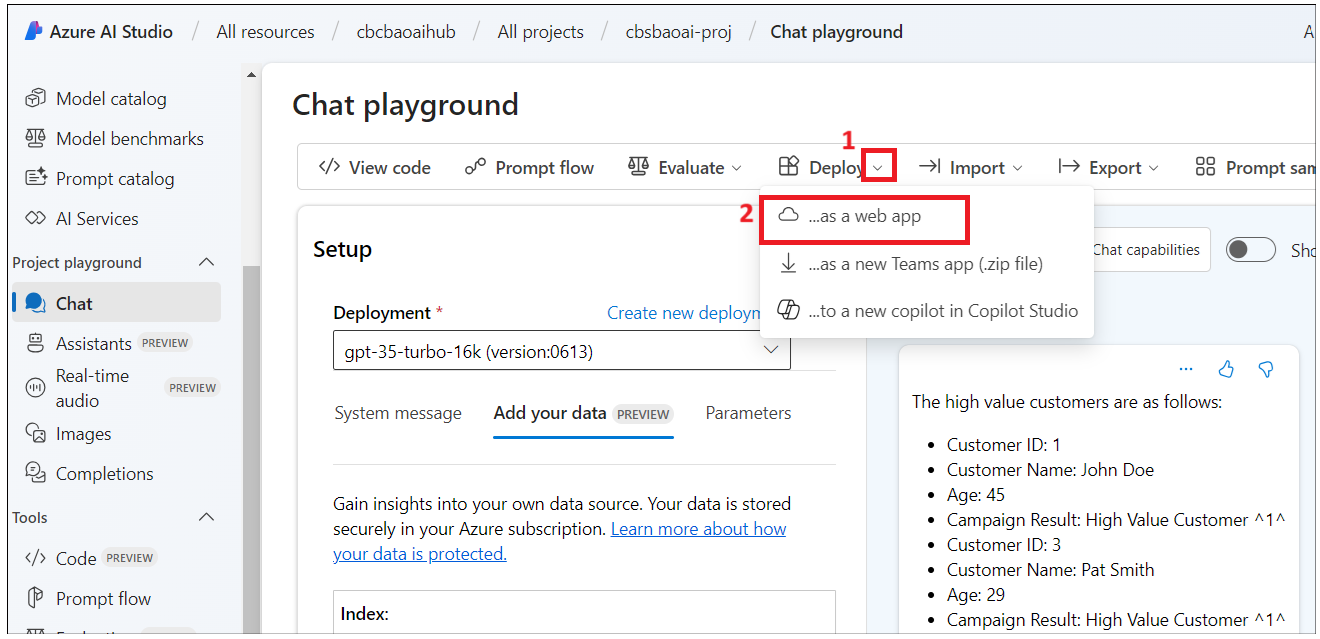 Azure AI Studio / All resources / cbcbaoaihub / All projects / cbsbaoai-proj / Chat playground
Model catalog
Model benchmarks
Prompt catalog
AI Services
Project playground
Chat
Assistants PREVIEW
Real-time audio PREVIEW
Images
Completions
Tools
Code PREVIEW
Prompt flow
Chat playground
1
View code Prompt flow Evaluate Deploy Import Export Prompt sam
2
...as a web app
...as a new Teams app (.zip file)
...to a new copilot in Copilot Studio
Setup
Chat capabilities
Sho
Deployment * Create new deploym
gpt-35-turbo-16k (version:0613)
System message Add your data PREVIEW Parameters
Gain insights into your own data source. Your data is stored
securely in your Azure subscription. Learn more about how
your data is protected.
Index:
...
The high value customers are as follows:
• Customer ID: 1
• Customer Name: John Doe
• Age: 45
• Campaign Result: High Value Customer ^1^
• Customer ID: 3
• Customer Name: Pat Smith
• Age: 29
• Campaign Result: High Value Customer ^1^